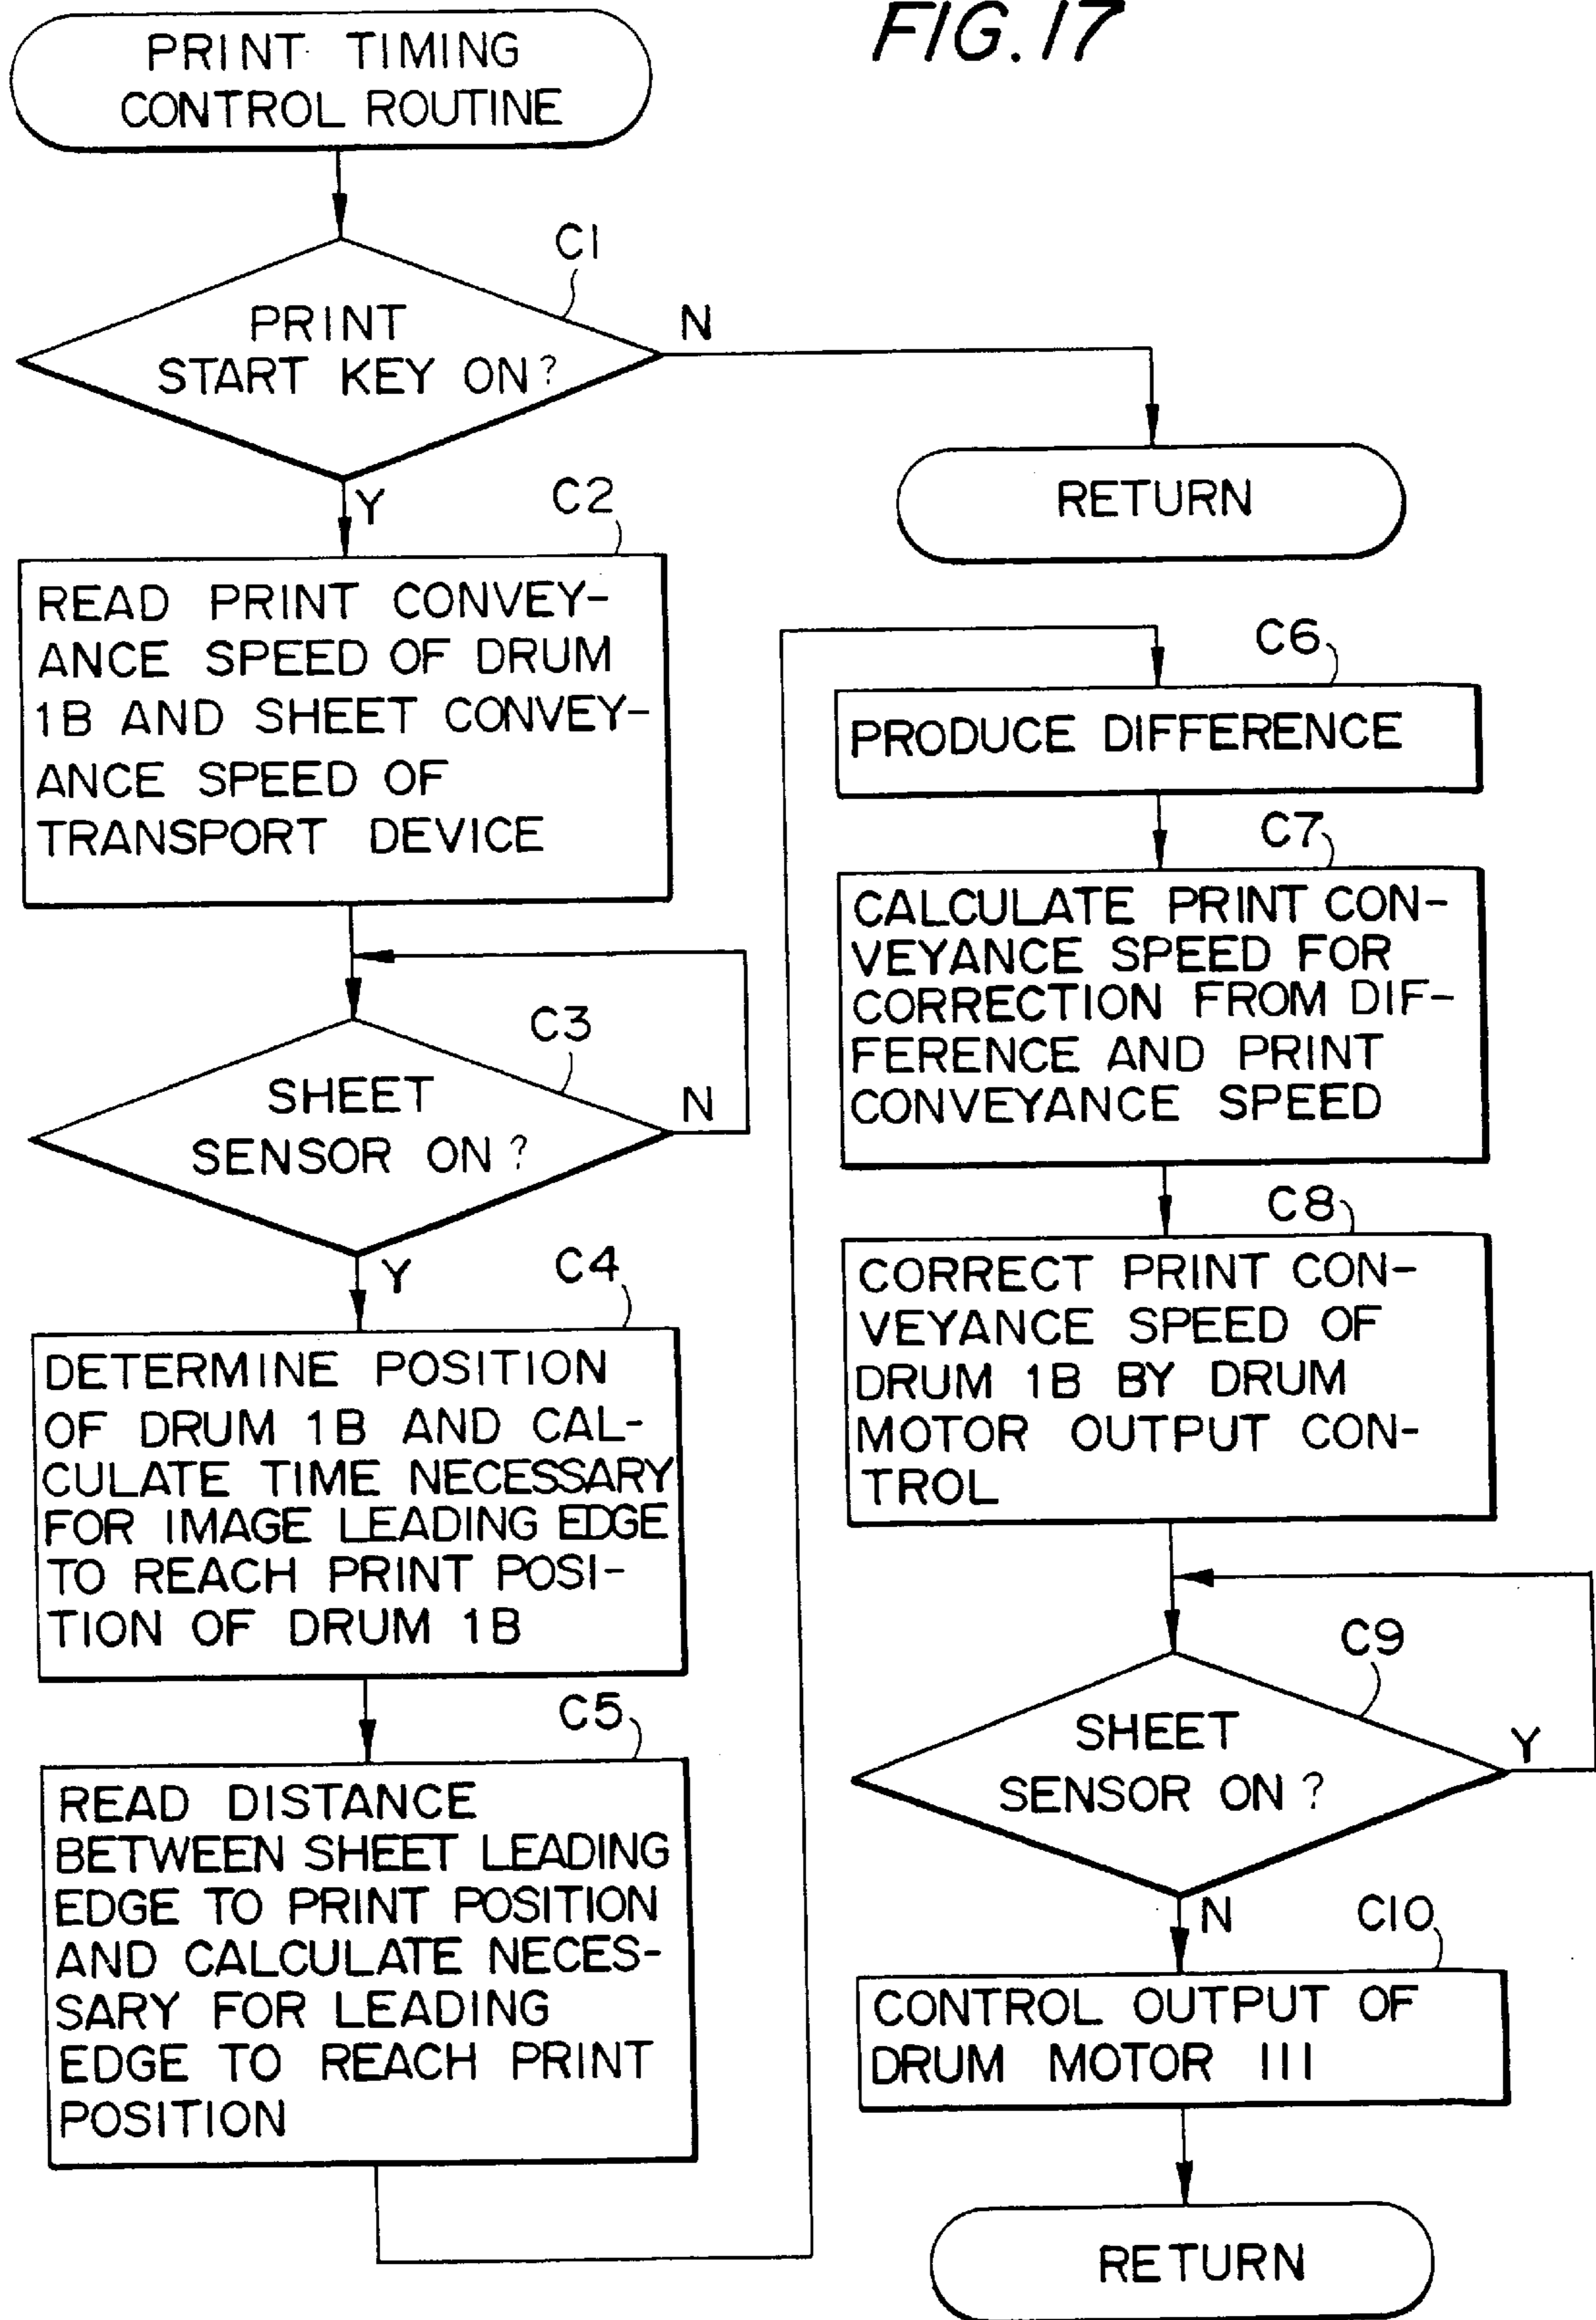 FIG. 17
PRINT TIMING
CONTROL ROUTINE
C1
PRINT
START KEY ON?
N
RETURN
Y
C2
READ PRINT CONVEY-
ANCE SPEED OF DRUM
1B AND SHEET CONVEY-
ANCE SPEED OF
TRANSPORT DEVICE
C3
SHEET
SENSOR ON?
N
Y
C4
DETERMINE POSITION
OF DRUM 1B AND CAL-
CULATE TIME NECESSARY
FOR IMAGE LEADING EDGE
TO REACH PRINT POSI-
TION OF DRUM 1B
C5
READ DISTANCE
BETWEEN SHEET LEADING
EDGE TO PRINT POSITION
AND CALCULATE NECES-
SARY FOR LEADING
EDGE TO REACH PRINT
POSITION
C6
PRODUCE DIFFERENCE
C7
CALCULATE PRINT CON-
VEYANCE SPEED FOR
CORRECTION FROM DIF-
FERENCE AND PRINT
CONVEYANCE SPEED
C8
CORRECT PRINT CON-
VEYANCE SPEED OF
DRUM 1B BY DRUM
MOTOR OUTPUT CON-
TROL
C9
SHEET
SENSOR ON?
Y
N
C10
CONTROL OUTPUT OF
DRUM MOTOR 111
RETURN